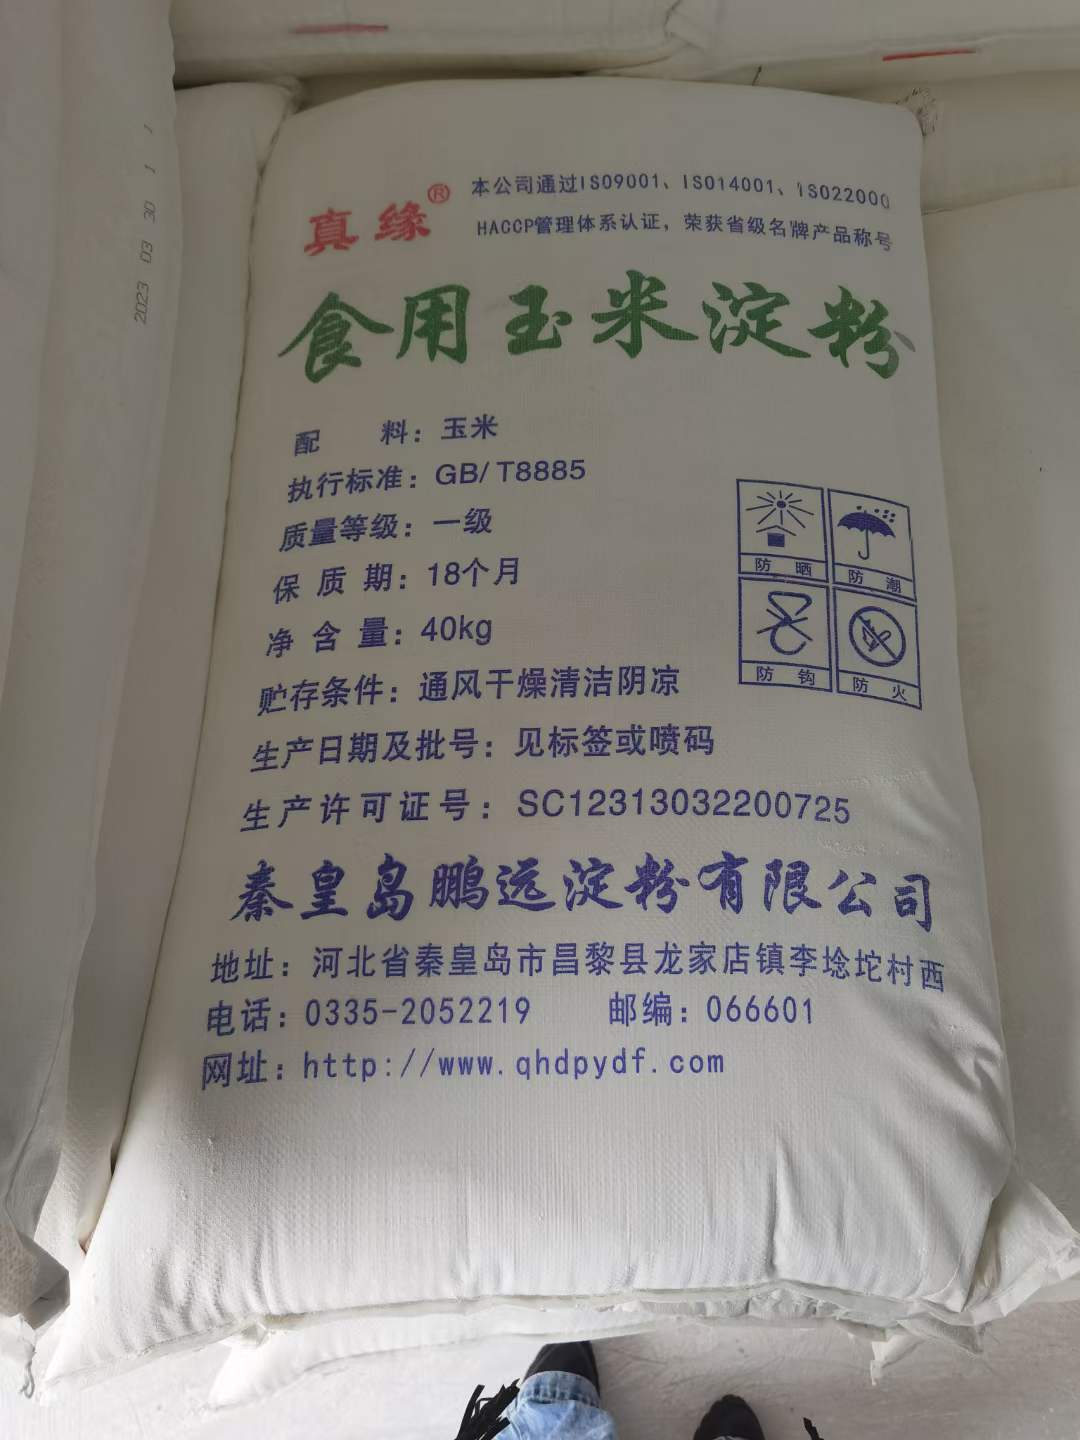 真缘®
本公司通过ISO9001、ISO14001、ISO22000
HACCP管理体系认证，荣获省级名牌产品称号
食用玉米淀粉
配 料：玉米
执行标准：GB/T8885
质量等级：一级
保质期：18个月
净含量：40kg
贮存条件：通风干燥清洁阴凉
生产日期及批号：见标签或喷码
生产许可证号：SC12313032200725
防晒
防潮
防钩
防火
秦皇岛鹏远淀粉有限公司
地址：河北省秦皇岛市昌黎县龙家店镇李埝坨村西
电话：0335-2052219 邮编：066601
网址：http://www.qhdpydf.com
2023 03 30 1 1